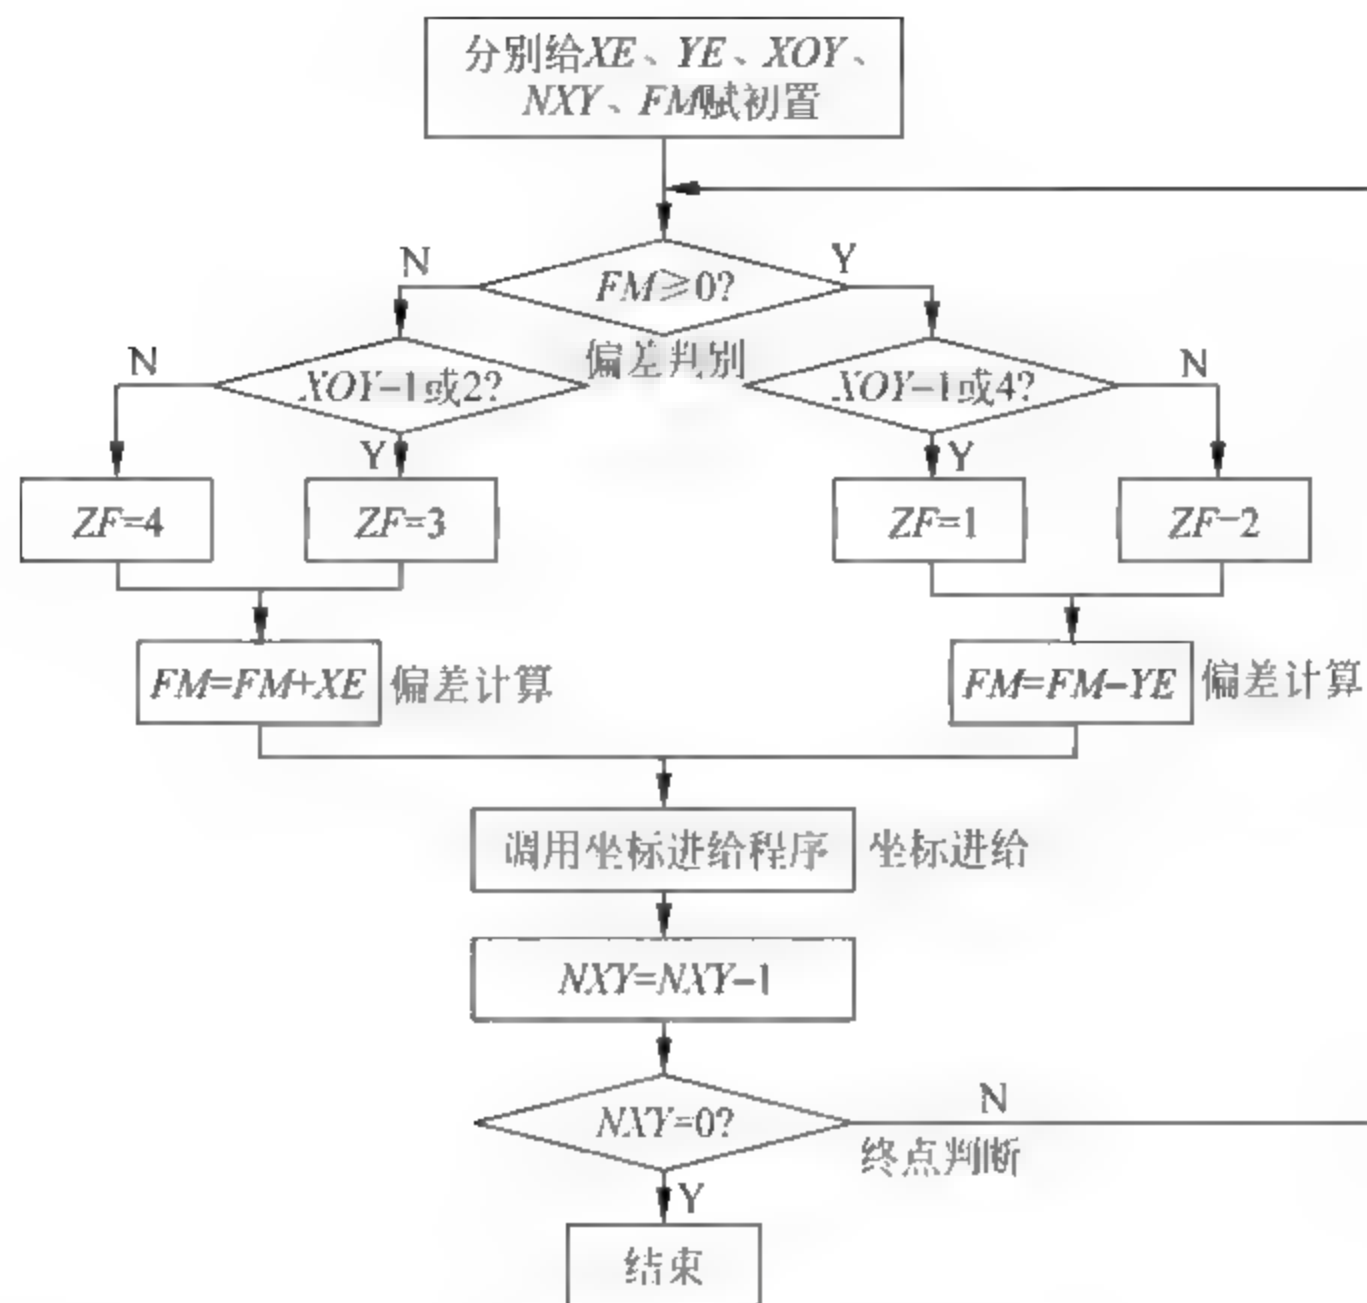 分别给XE、YE、XOY、
NXY、FM赋初置
N
Y
FM≥0?
偏差判别
N
XOY-1或2?
XOY-1或4?
N
Y
Y
ZF=4
ZF=3
ZF=1
ZF-2
FM=FM+XE
偏差计算
FM=FM-YE
偏差计算
调用坐标进给程序
坐标进给
NXY=NXY-1
NXY=0?
N
终点判断
Y
结束